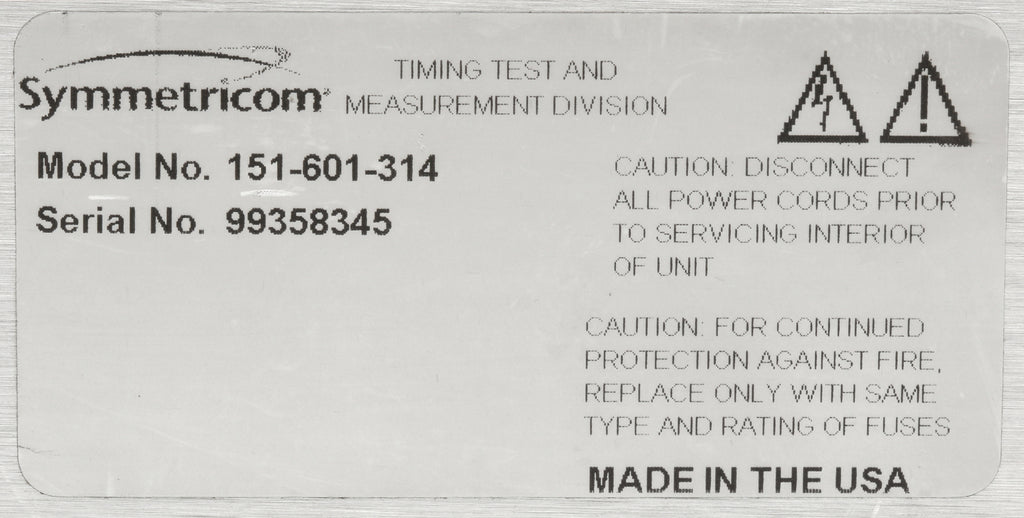 Symmetricom
TIMING TEST AND
MEASUREMENT DIVISION
Model No. 151-601-314
Serial No. 99358345
CAUTION: DISCONNECT
ALL POWER CORDS PRIOR
TO SERVICING INTERIOR
OF UNIT
CAUTION: FOR CONTINUED
PROTECTION AGAINST FIRE,
REPLACE ONLY WITH SAME
TYPE AND RATING OF FUSES
MADE IN THE USA